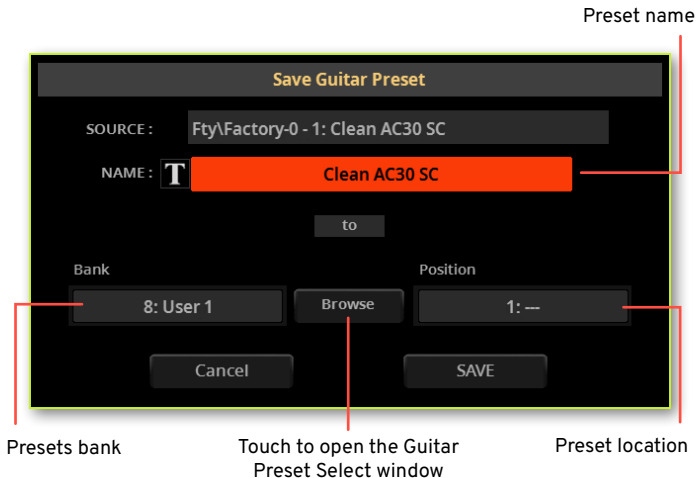 Preset name
Save Guitar Preset
SOURCE : Fty\Factory-0 - 1: Clean AC30 SC
NAME : T Clean AC30 SC
to
Bank Position
8: User 1 Browse 1: ---
Cancel SAVE
Presets bank Touch to open the Guitar Preset location
Preset Select window